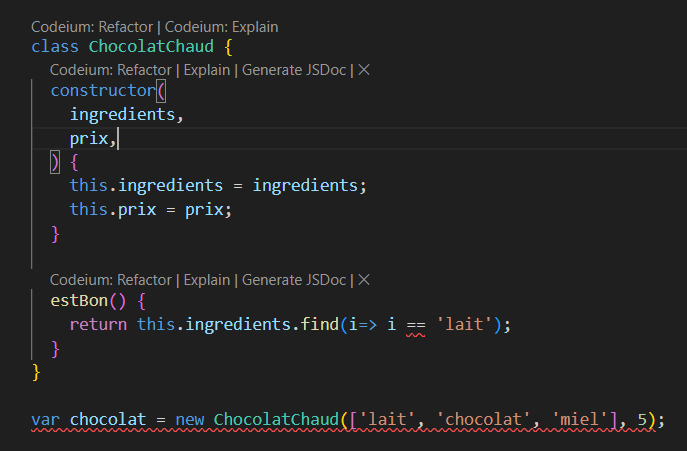 Codeium: Refactor | Codeium: Explain
class ChocolatChaud {
Codeium: Refactor | Explain | Generate JSDoc | ✕
constructor(
ingredients,
prix,
) {
this.ingredients = ingredients;
this.prix = prix;
}
Codeium: Refactor | Explain | Generate JSDoc | ✕
estBon() {
return this.ingredients.find(i=> i == 'lait');
}
}
var chocolat = new ChocolatChaud(['lait', 'chocolat', 'miel'], 5);